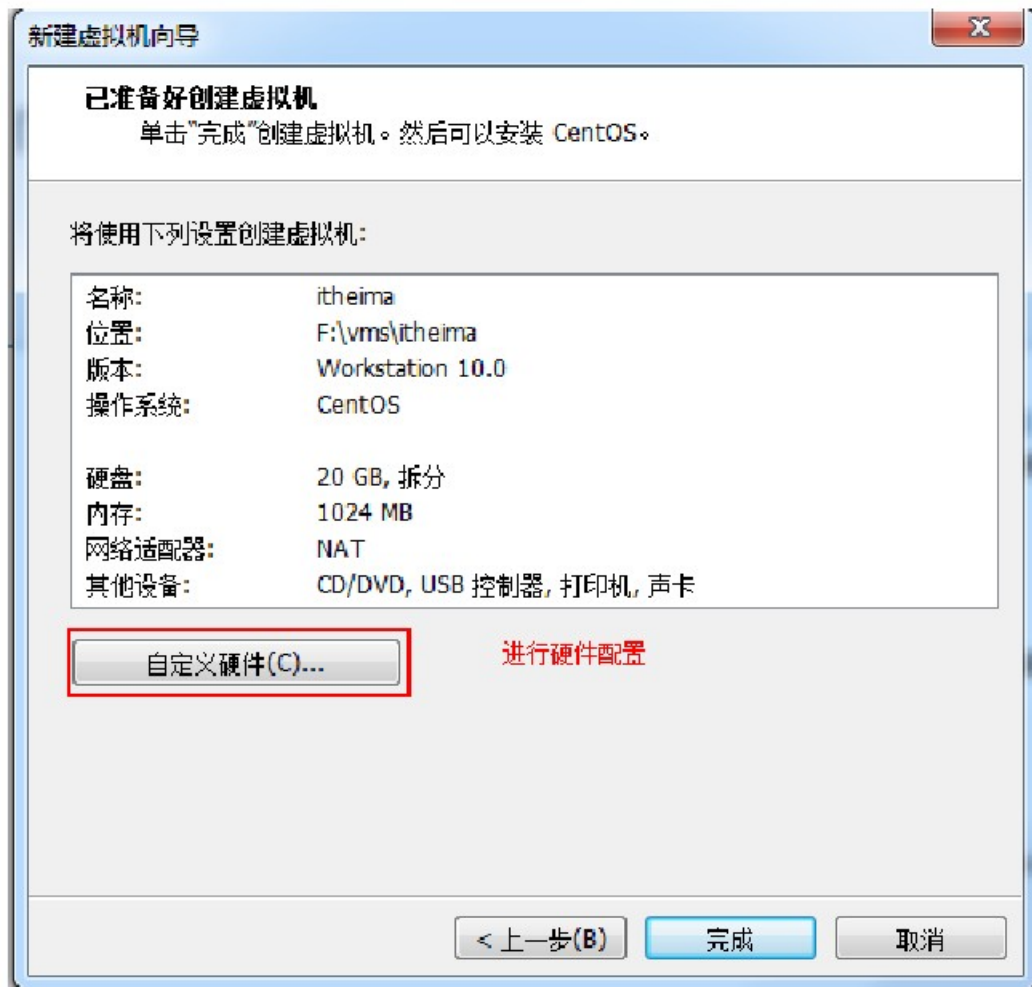 新建虚拟机向导
已准备好创建虚拟机
单击"完成"创建虚拟机。然后可以安装 CentOS。
将使用下列设置创建虚拟机:
名称: itheima
位置: F:\vms\itheima
版本: Workstation 10.0
操作系统: CentOS
硬盘: 20 GB, 拆分
内存: 1024 MB
网络适配器: NAT
其他设备: CD/DVD, USB 控制器, 打印机, 声卡
自定义硬件(C)... 进行硬件配置
< 上一步(B) 完成 取消